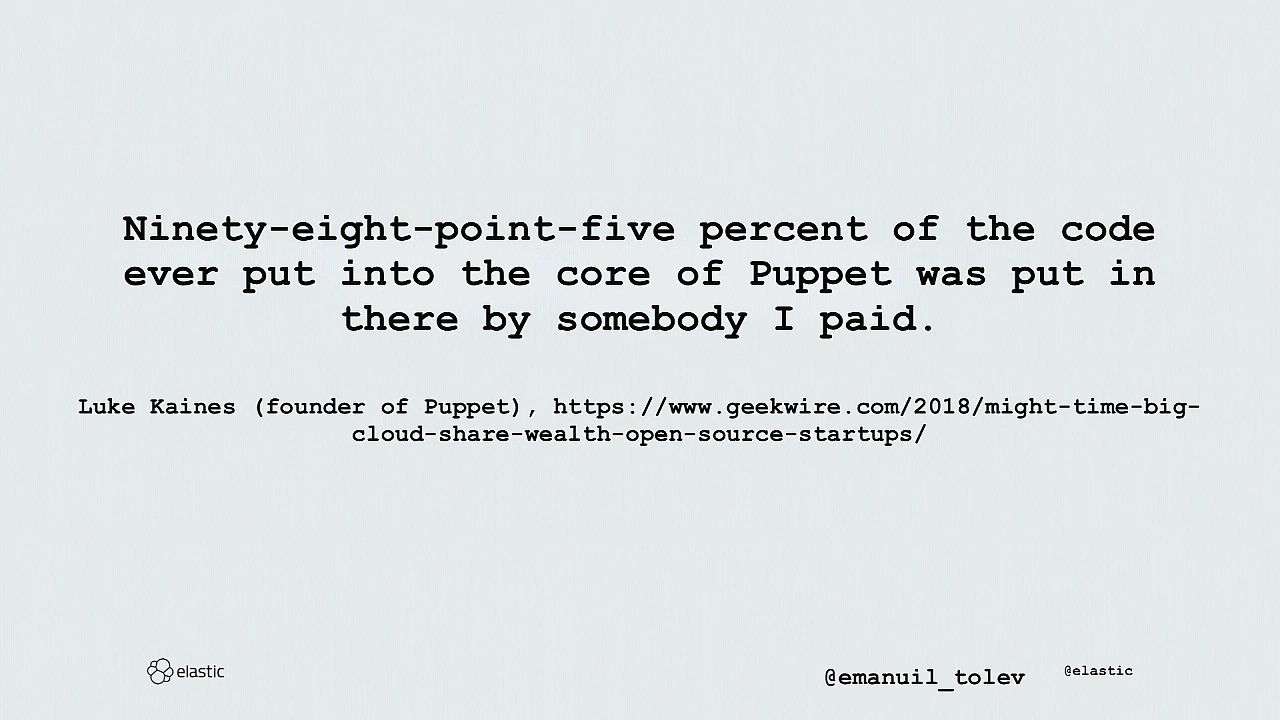 Ninety-eight-point-five percent of the code
ever put into the core of Puppet was put in
there by somebody I paid.
Luke Kaines (founder of Puppet), https://www.geekwire.com/2018/might-time-big-
cloud-share-wealth-open-source-startups/
elastic
@emanuil_tolev
@elastic